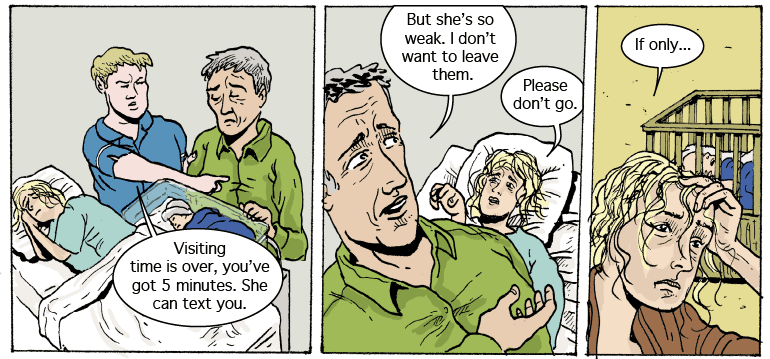 Visiting
time is over, you've
got 5 minutes. She
can text you.
But she's so
weak. I don't
want to leave
them.
Please
don't go.
If only...